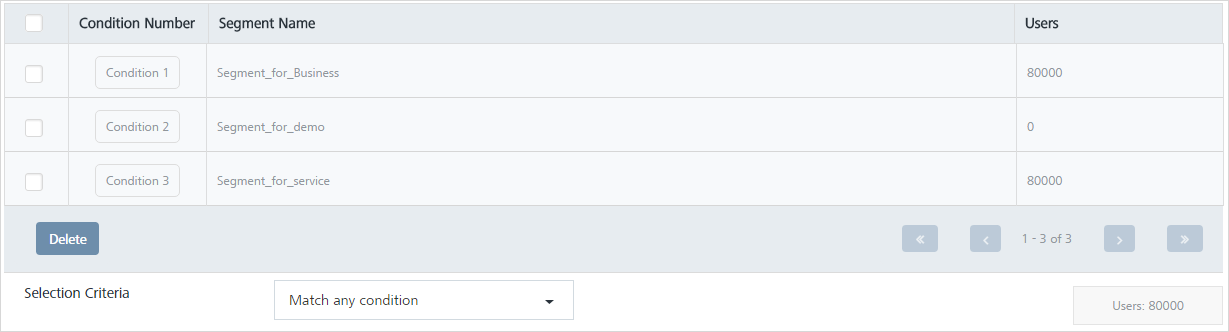 Condition Number Segment Name Users
Condition 1 Segment_for_Business 80000
Condition 2 Segment_for_demo 0
Condition 3 Segment_for_service 80000
Delete « ‹ 1 - 3 of 3 › »
Selection Criteria Match any condition Users: 80000